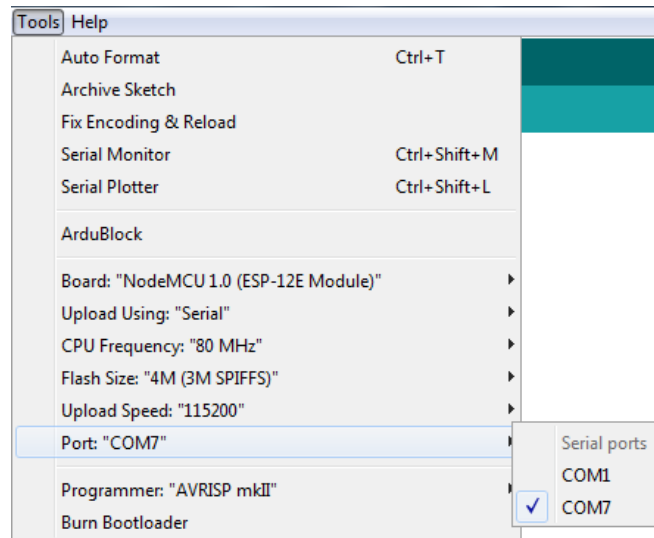 Tools Help
Auto Format Ctrl+T
Archive Sketch
Fix Encoding & Reload
Serial Monitor Ctrl+Shift+M
Serial Plotter Ctrl+Shift+L
ArduBlock
Board: "NodeMCU 1.0 (ESP-12E Module)"
Upload Using: "Serial"
CPU Frequency: "80 MHz"
Flash Size: "4M (3M SPIFFS)"
Upload Speed: "115200"
Port: "COM7"
Serial ports
COM1
COM7
Programmer: "AVRISP mkII"
Burn Bootloader